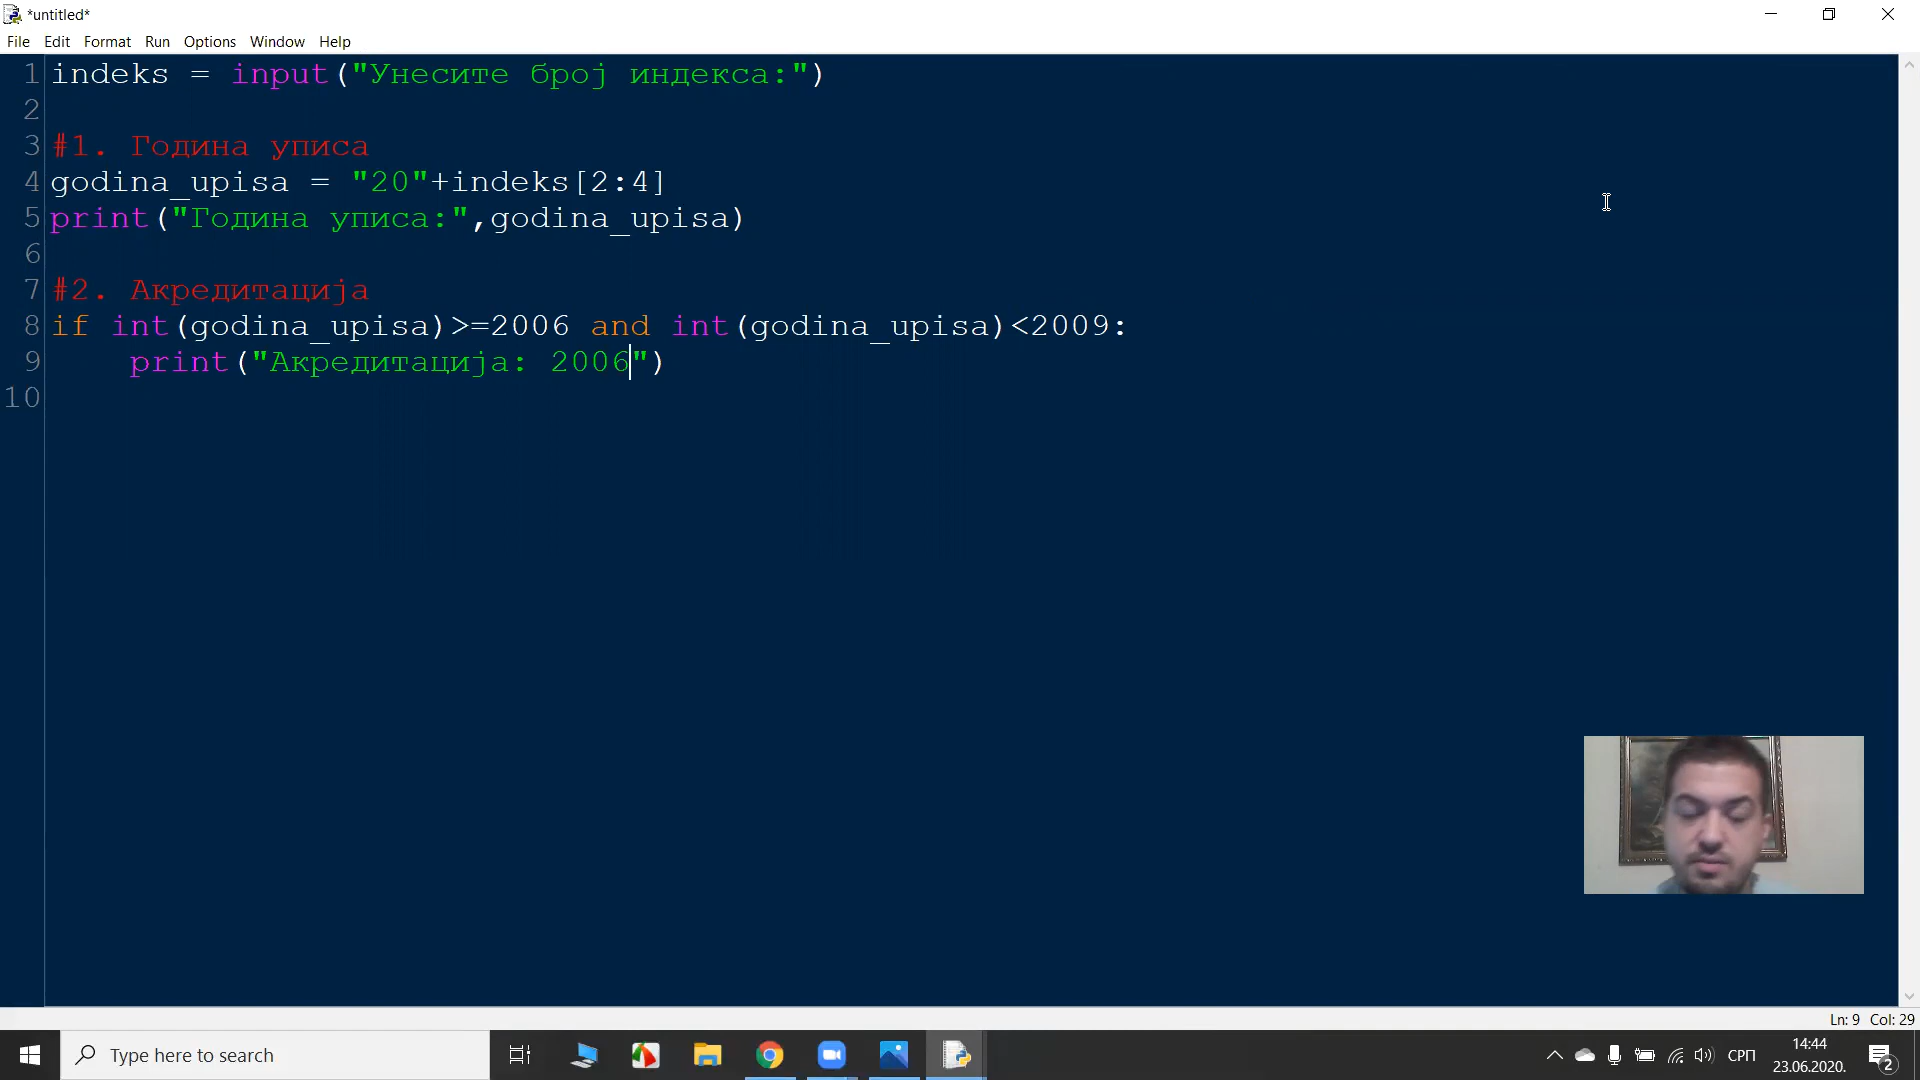 *untitled*
File Edit Format Run Options Window Help
1 indeks = input("Унесите број индекса:")
2
3 #1. Година уписа
4 godina_upisa = "20"+indeks[2:4]
5 print("Година уписа:",godina_upisa)
6
7 #2. Акредитација
8 if int(godina_upisa)>=2006 and int(godina_upisa)<2009:
9     print("Акредитација: 2006")
10
Ln: 9 Col: 29
Type here to search
СРП
14:44
23.06.2020.
2